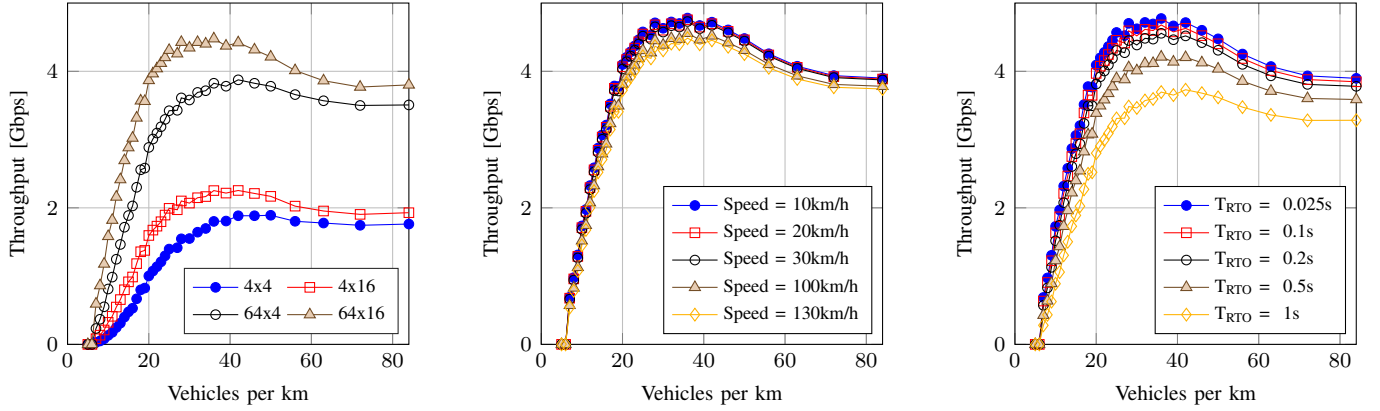 Throughput [Gbps]
4
2
0
0 20 40 60 80
Vehicles per km
4x4 4x16
64x4 64x16
Throughput [Gbps]
4
2
0
0 20 40 60 80
Vehicles per km
Speed = 10km/h
Speed = 20km/h
Speed = 30km/h
Speed = 100km/h
Speed = 130km/h
Throughput [Gbps]
4
2
0
0 20 40 60 80
Vehicles per km
TRTO = 0.025s
TRTO = 0.1s
TRTO = 0.2s
TRTO = 0.5s
TRTO = 1s